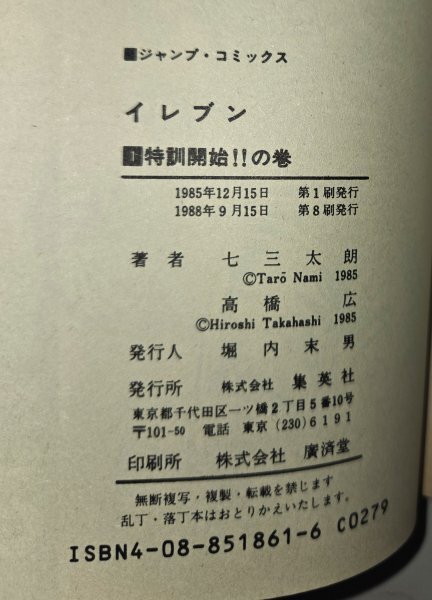 ■ジャンプ・コミックス
イレブン
1特訓開始!!の巻
1985年12月15日 第1刷発行
1988年9月15日 第8刷発行
著者 七三太朗
©Tarō Nami 1985
高橋広
©Hiroshi Takahashi 1985
発行人 堀内末男
発行所 株式会社 集英社
東京都千代田区一ツ橋2丁目5番10号
〒101-50 電話 東京(230)6191
印刷所 株式会社 廣済堂
無断複写・複製・転載を禁じます
乱丁・落丁本はおとりかえいたします。
ISBN4-08-851861-6 C0279